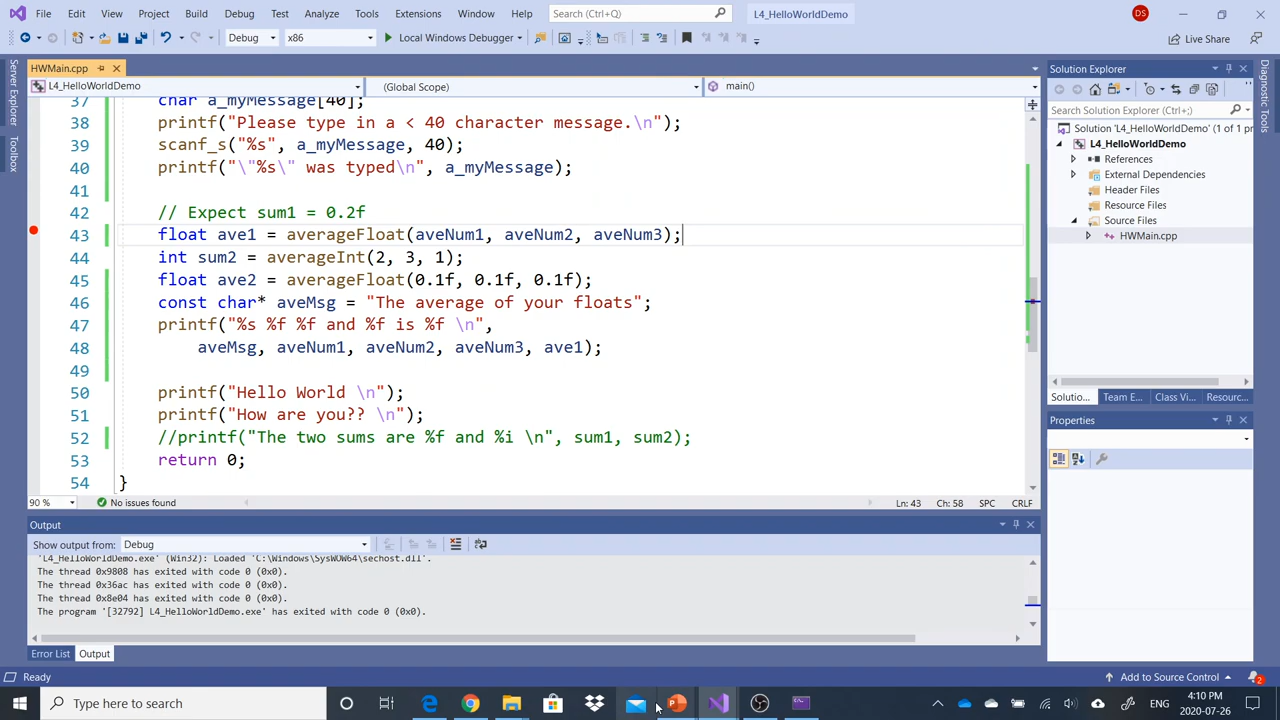 File Edit View Git Project Build Debug Test Analyze Tools Extensions Window Help Search (Ctrl+Q) L4_HelloWorldDemo DS
Debug x86 Local Windows Debugger Live Share
HWMain.cpp Solution Explorer
L4_HelloWorldDemo (Global Scope) main()
Server Explorer
Toolbox
Diagnostic Tools
37 char a_myMessage[40];
38 printf("Please type in a < 40 character message.\n");
39 scanf_s("%s", a_myMessage, 40);
40 printf("\"%s\" was typed\n", a_myMessage);
41
42 // Expect sum1 = 0.2f
43 float ave1 = averageFloat(aveNum1, aveNum2, aveNum3);
44 int sum2 = averageInt(2, 3, 1);
45 float ave2 = averageFloat(0.1f, 0.1f, 0.1f);
46 const char* aveMsg = "The average of your floats";
47 printf("%s %f %f and %f is %f \n",
48 aveMsg, aveNum1, aveNum2, aveNum3, ave1);
49
50 printf("Hello World \n");
51 printf("How are you?? \n");
52 //printf("The two sums are %f and %i \n", sum1, sum2);
53 return 0;
54 }
Search Solution Explorer (Ctrl+;)
Solution 'L4_HelloWorldDemo' (1 of 1 pr
L4_HelloWorldDemo
References
External Dependencies
Header Files
Resource Files
Source Files
HWMain.cpp
Solutio... Team E... Class Vi... Resourc...
Properties
90 % No issues found Ln: 43 Ch: 58 SPC CRLF
Output
Show output from: Debug
'L4_HelloWorldDemo.exe' (Win32): Loaded 'C:\Windows\SysWOW64\sechost.dll'.
The thread 0x9808 has exited with code 0 (0x0).
The thread 0x36ac has exited with code 0 (0x0).
The thread 0x8e04 has exited with code 0 (0x0).
The program '[32792] L4_HelloWorldDemo.exe' has exited with code 0 (0x0).
Error List Output
Ready Add to Source Control 2
Type here to search
4:10 PM
2020-07-26